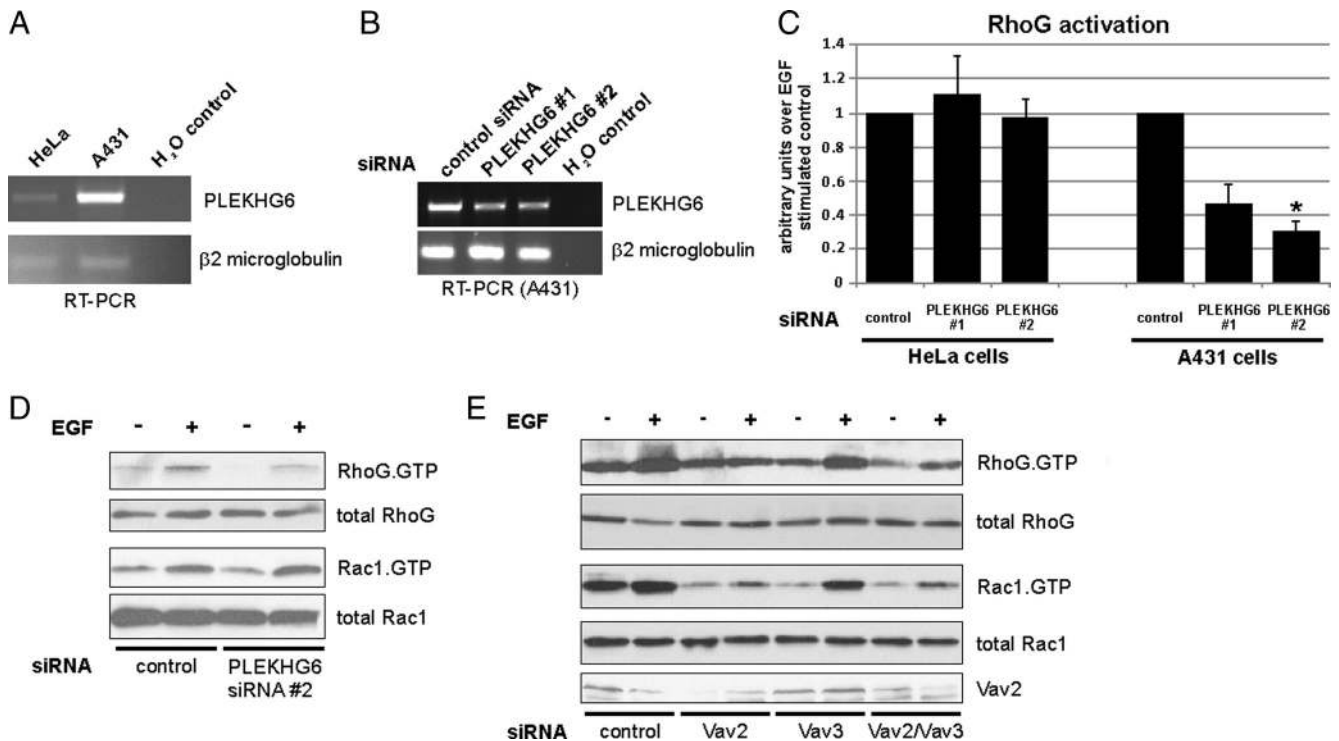 A
HeLa
A431
H₂O control
PLEKHG6
β2 microglobulin
RT-PCR
B
siRNA
control siRNA
PLEKHG6 #1
PLEKHG6 #2
H₂O control
PLEKHG6
β2 microglobulin
RT-PCR (A431)
C
RhoG activation
arbitrary units over EGF
stimulated control
1.4
1.2
1
0.8
0.6
0.4
0.2
0
*
siRNA
control
PLEKHG6
#1
PLEKHG6
#2
control
PLEKHG6
#1
PLEKHG6
#2
HeLa cells
A431 cells
D
EGF - + - +
RhoG.GTP
total RhoG
Rac1.GTP
total Rac1
siRNA
control
PLEKHG6
siRNA #2
E
EGF - + - + - + - +
RhoG.GTP
total RhoG
Rac1.GTP
total Rac1
Vav2
siRNA control Vav2 Vav3 Vav2/Vav3